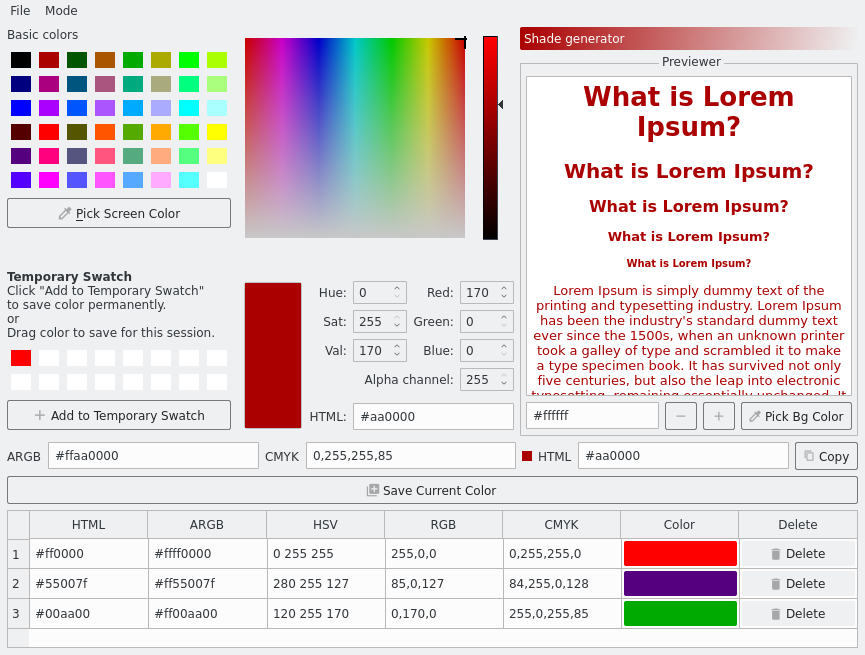 File Mode
Basic colors
Pick Screen Color
Temporary Swatch
Click "Add to Temporary Swatch"
to save color permanently.
or
Drag color to save for this session.
+ Add to Temporary Swatch
Hue: 0 Red: 170
Sat: 255 Green: 0
Val: 170 Blue: 0
Alpha channel: 255
HTML: #aa0000
Shade generator
Previewer
What is Lorem
Ipsum?
What is Lorem Ipsum?
What is Lorem Ipsum?
What is Lorem Ipsum?
What is Lorem Ipsum?
Lorem Ipsum is simply dummy text of the
printing and typesetting industry. Lorem Ipsum
has been the industry's standard dummy text
ever since the 1500s, when an unknown printer
took a galley of type and scrambled it to make
a type specimen book. It has survived not only
five centuries, but also the leap into electronic
typesetting, remaining essentially unchanged. It
#ffffff − + Pick Bg Color
ARGB #ffaa0000 CMYK 0,255,255,85 HTML #aa0000 Copy
Save Current Color
HTML ARGB HSV RGB CMYK Color Delete
1 #ff0000 #ffff0000 0 255 255 255,0,0 0,255,255,0 Delete
2 #55007f #ff55007f 280 255 127 85,0,127 84,255,0,128 Delete
3 #00aa00 #ff00aa00 120 255 170 0,170,0 255,0,255,85 Delete